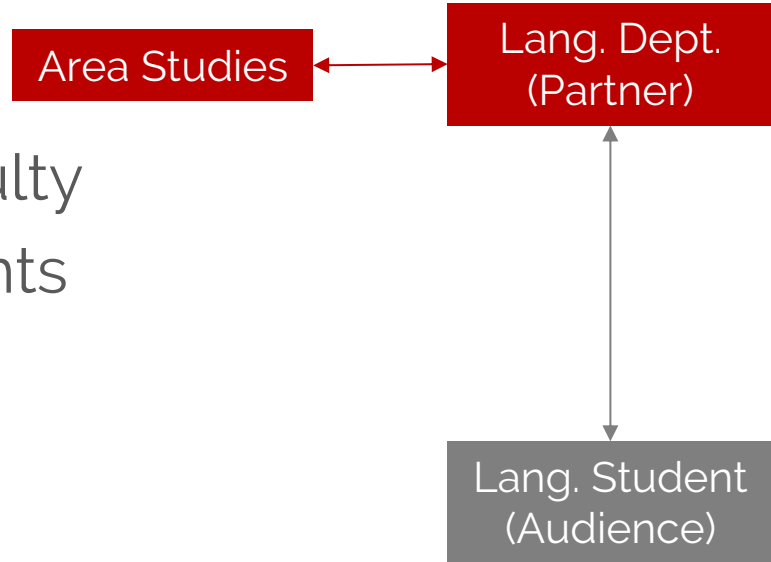 Area Studies
Lang. Dept.
(Partner)
Lang. Student
(Audience)